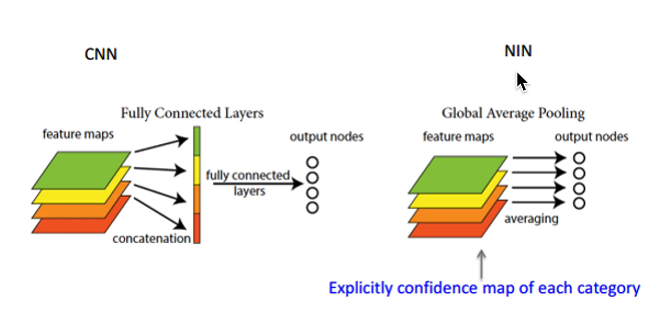 CNN
NIN
Fully Connected Layers
feature maps
output nodes
fully connected
layers
concatenation
Global Average Pooling
feature maps
output nodes
averaging
Explicitly confidence map of each category